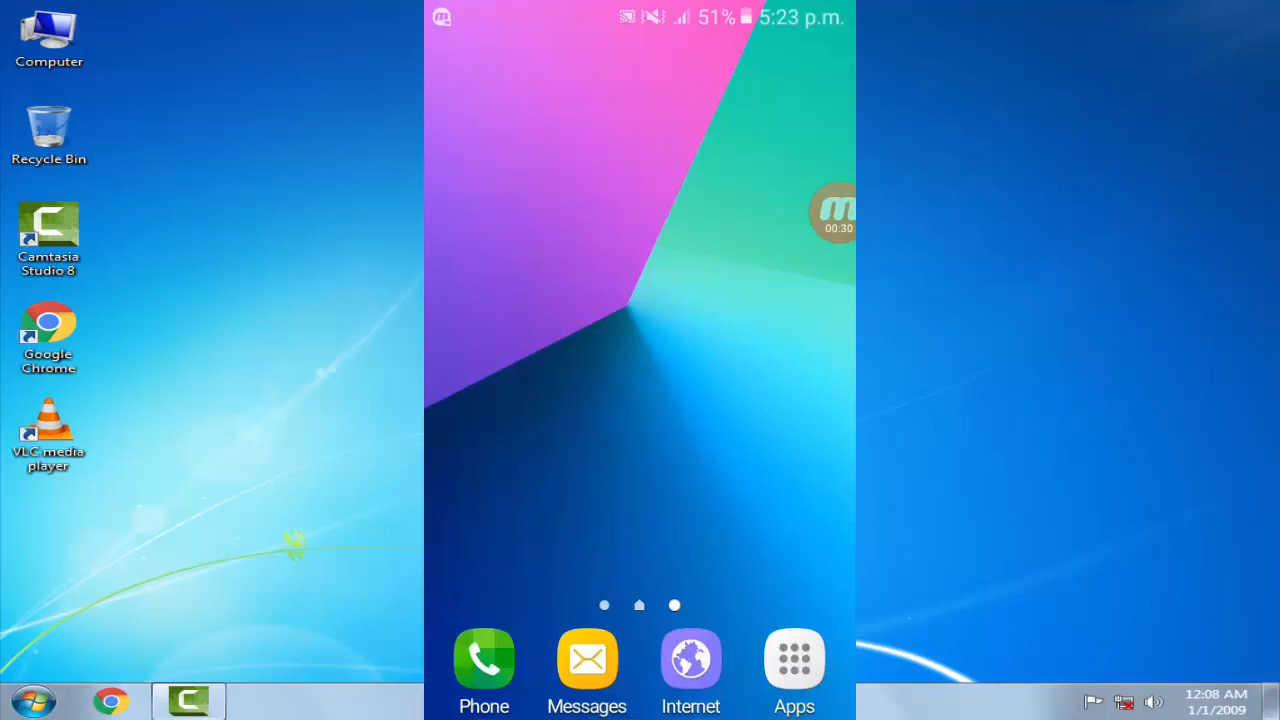 Computer
Recycle Bin
Camtasia
Studio 8
Google
Chrome
VLC media
player
51% 5:23 p.m.
00:30
Phone
Messages
Internet
Apps
12:08 AM
1/1/2009